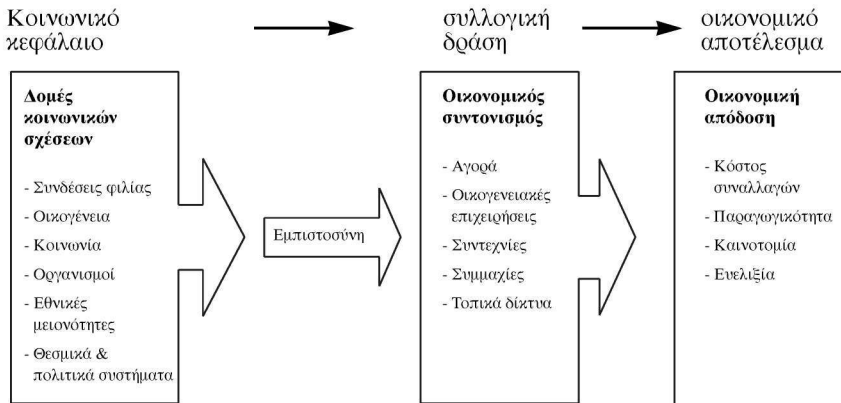 Κοινωνικό
κεφάλαιο
συλλογική
δράση
οικονομικό
αποτέλεσμα
Δομές
κοινωνικών
σχέσεων
- Συνδέσεις φιλίας
- Οικογένεια
- Κοινωνία
- Οργανισμοί
- Εθνικές
μειονότητες
- Θεσμικά &
πολιτικά συστήματα
Εμπιστοσύνη
Οικονομικός
συντονισμός
- Αγορά
- Οικογενειακές
επιχειρήσεις
- Συντεχνίες
- Συμμαχίες
- Τοπικά δίκτυα
Οικονομική
απόδοση
- Κόστος
συναλλαγών
- Παραγωγικότητα
- Καινοτομία
- Ευελιξία